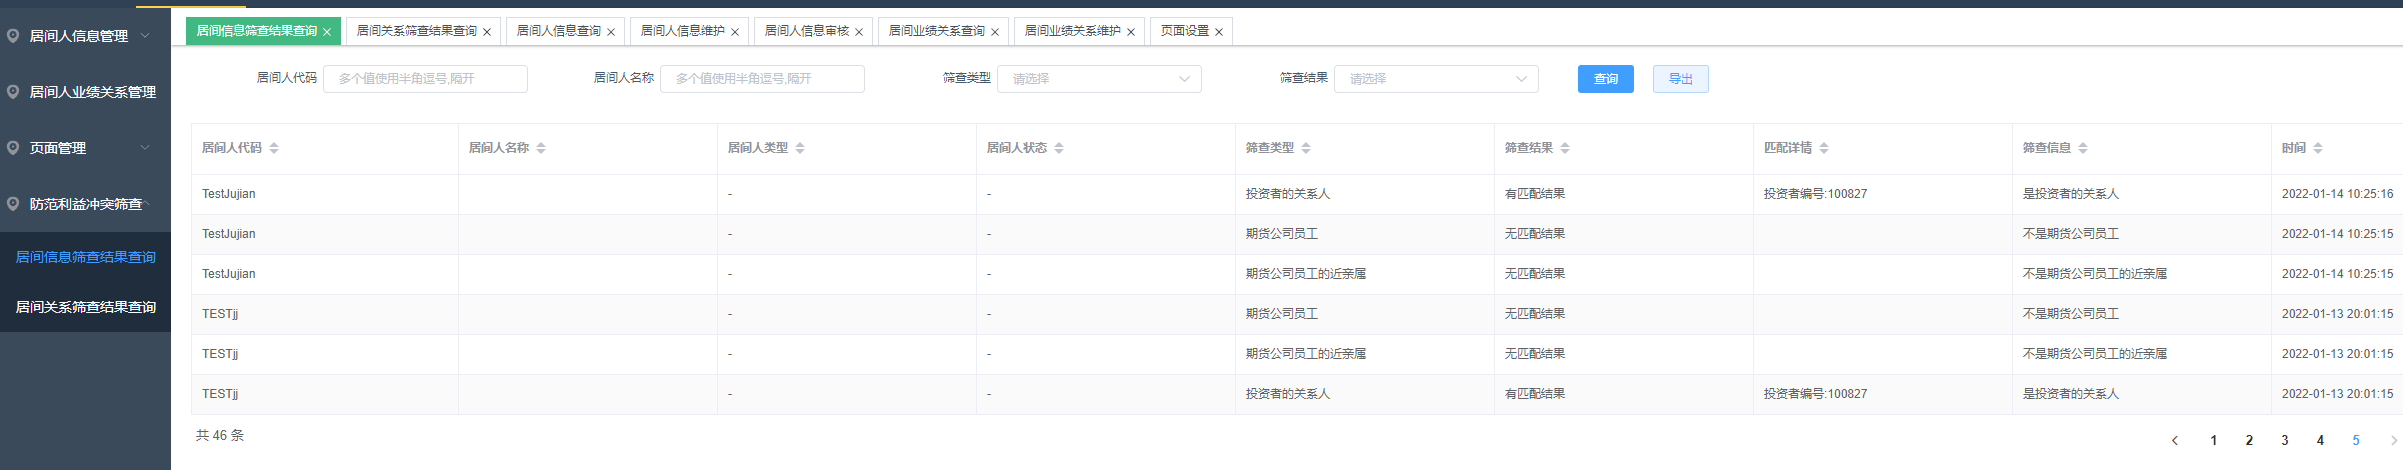 居间人信息管理
居间人业绩关系管理
页面管理
防范利益冲突筛查
居间信息筛查结果查询
居间关系筛查结果查询
居间信息筛查结果查询 × 居间关系筛查结果查询 × 居间人信息查询 × 居间人信息维护 × 居间人信息审核 × 居间业绩关系查询 × 居间业绩关系维护 × 页面设置 ×
居间人代码 多个值使用半角逗号,隔开 居间人名称 多个值使用半角逗号,隔开 筛查类型 请选择 筛查结果 请选择 查询 导出
居间人代码 居间人名称 居间人类型 居间人状态 筛查类型 筛查结果 匹配详情 筛查信息 时间
TestJujian - - 投资者的关系人 有匹配结果 投资者编号:100827 是投资者的关系人 2022-01-14 10:25:16
TestJujian - - 期货公司员工 无匹配结果 不是期货公司员工 2022-01-14 10:25:15
TestJujian - - 期货公司员工的近亲属 无匹配结果 不是期货公司员工的近亲属 2022-01-14 10:25:15
TESTjj - - 期货公司员工 无匹配结果 不是期货公司员工 2022-01-13 20:01:15
TESTjj - - 期货公司员工的近亲属 无匹配结果 不是期货公司员工的近亲属 2022-01-13 20:01:15
TESTjj - - 投资者的关系人 有匹配结果 投资者编号:100827 是投资者的关系人 2022-01-13 20:01:15
共 46 条 < 1 2 3 4 5 >